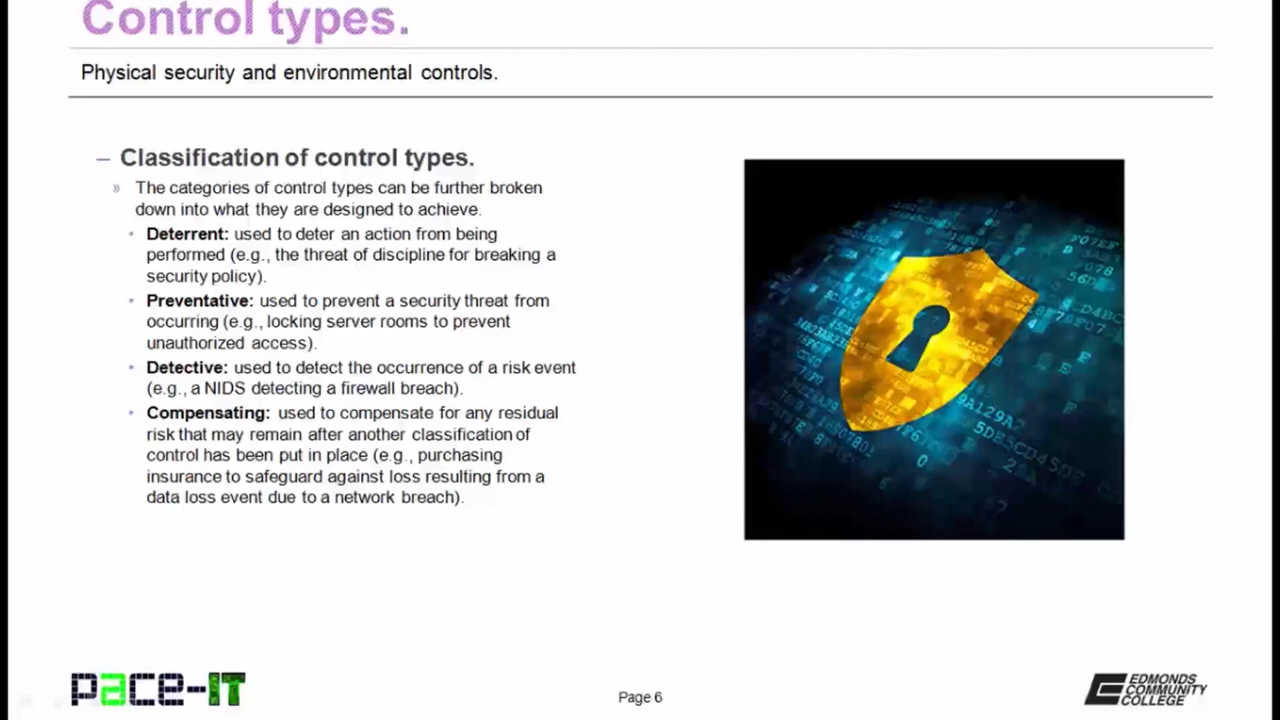 Control types.
Physical security and environmental controls.
– Classification of control types.
» The categories of control types can be further broken
down into what they are designed to achieve.
• Deterrent: used to deter an action from being
performed (e.g., the threat of discipline for breaking a
security policy).
• Preventative: used to prevent a security threat from
occurring (e.g., locking server rooms to prevent
unauthorized access).
• Detective: used to detect the occurrence of a risk event
(e.g., a NIDS detecting a firewall breach).
• Compensating: used to compensate for any residual
risk that may remain after another classification of
control has been put in place (e.g., purchasing
insurance to safeguard against loss resulting from a
data loss event due to a network breach).
pace-IT
Page 6
EDMONDS
COMMUNITY
COLLEGE